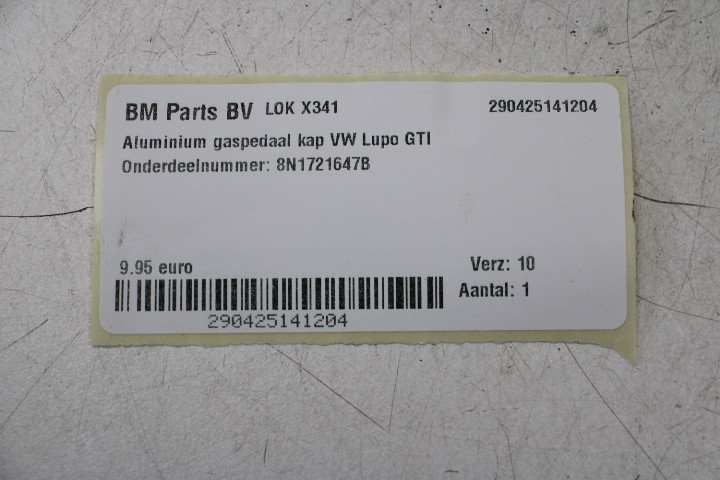 BM Parts BV LOK X341 290425141204
Aluminium gaspedaal kap VW Lupo GTI
Onderdeelnummer: 8N1721647B
9.95 euro Verz: 10
Aantal: 1
290425141204